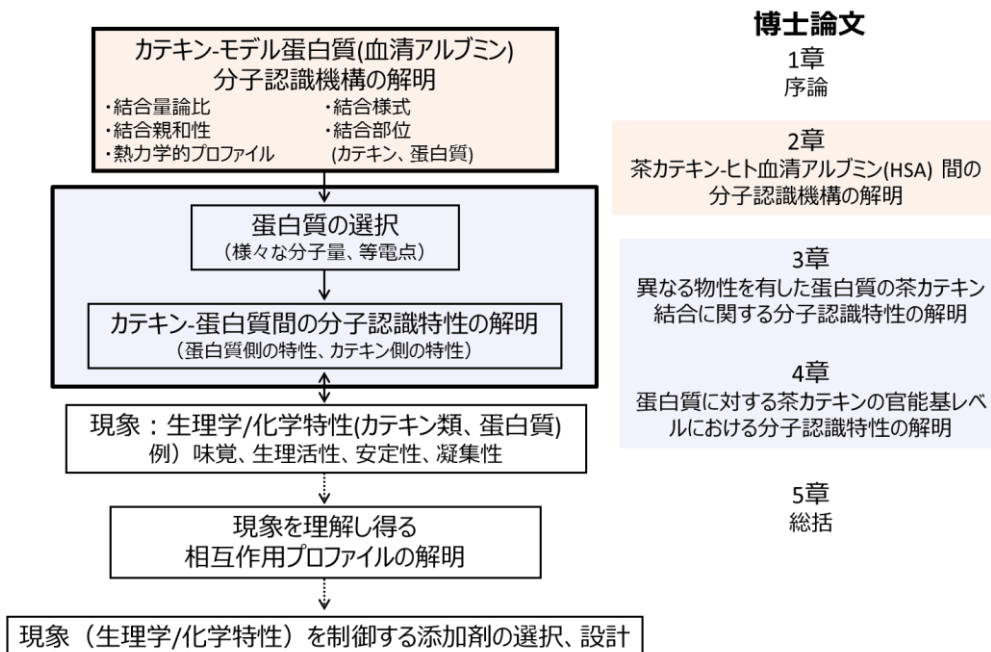 カテキン-モデル蛋白質(血清アルブミン)
分子認識機構の解明
・結合量論比
・結合親和性
・熱力学的プロファイル
・結合様式
・結合部位
(カテキン、蛋白質)
蛋白質の選択
（様々な分子量、等電点）
カテキン-蛋白質間の分子認識特性の解明
（蛋白質側の特性、カテキン側の特性）
現象：生理学/化学特性(カテキン類、蛋白質)
例）味覚、生理活性、安定性、凝集性
現象を理解し得る
相互作用プロファイルの解明
現象（生理学/化学特性）を制御する添加剤の選択、設計
博士論文
1章
序論
2章
茶カテキン-ヒト血清アルブミン(HSA) 間の
分子認識機構の解明
3章
異なる物性を有した蛋白質の茶カテキン
結合に関する分子認識特性の解明
4章
蛋白質に対する茶カテキンの官能基レベ
ルにおける分子認識特性の解明
5章
総括